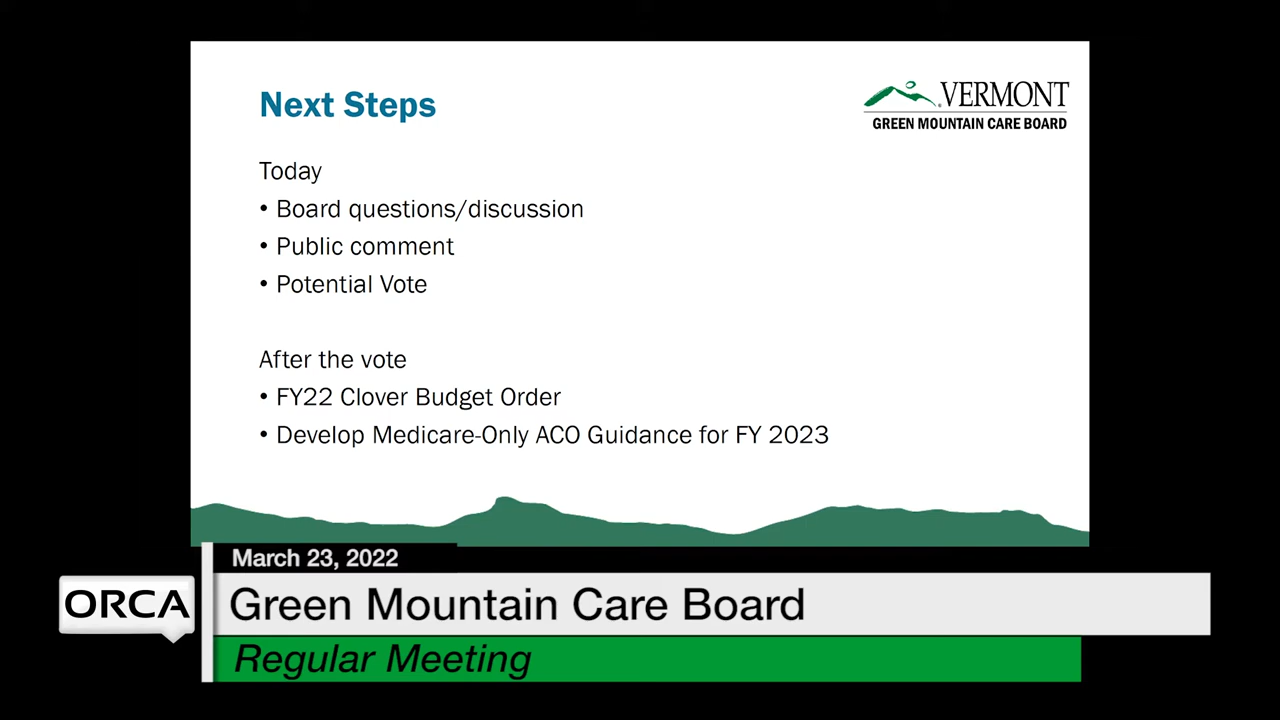 Next Steps
VERMONT
GREEN MOUNTAIN CARE BOARD
Today
• Board questions/discussion
• Public comment
• Potential Vote
After the vote
• FY22 Clover Budget Order
• Develop Medicare-Only ACO Guidance for FY 2023
March 23, 2022
ORCA
Green Mountain Care Board
Regular Meeting